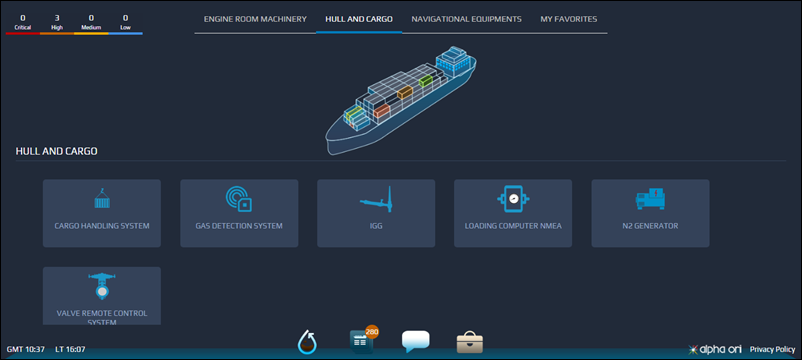 0 3 0 0
Critical High Medium Low
ENGINE ROOM MACHINERY HULL AND CARGO NAVIGATIONAL EQUIPMENTS MY FAVORITES
HULL AND CARGO
CARGO HANDLING SYSTEM GAS DETECTION SYSTEM IGG LOADING COMPUTER NMEA N2 GENERATOR
VALVE REMOTE CONTROL
SYSTEM
280
GMT 10:37 LT 16:07 alpha ori Privacy Policy